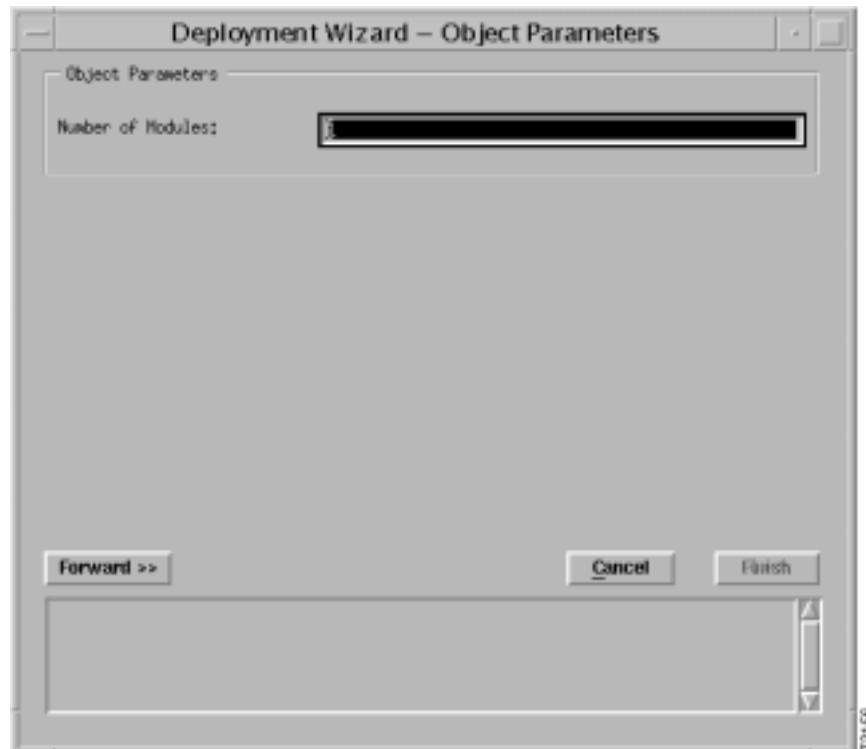 Deployment Wizard – Object Parameters
Object Parameters
Number of Modules:
Forward >>
Cancel
Finish